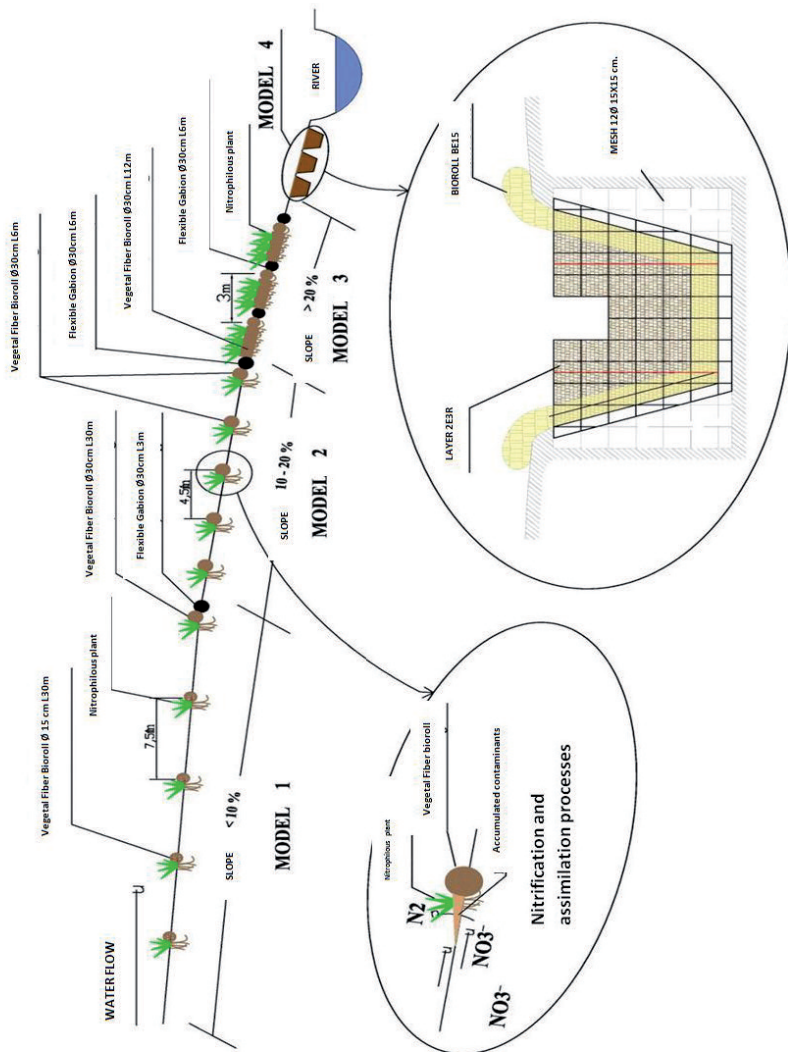 Vegetal Fiber Bioroll Ø 15 cm L30m
Nitrophilous plant
Vegetal Fiber Bioroll Ø30cm L30m
Flexible Gabion Ø30cm L3m
Vegetal Fiber Bioroll Ø30cm L6m
Flexible Gabion Ø30cm L6m
Vegetal Fiber Bioroll Ø30cm L12m
Flexible Gabion Ø30cm L6m
Nitrophilous plant
WATER FLOW
7,5m
4,5m
3m
SLOPE <10 %
MODEL 1
SLOPE 10 - 20 %
MODEL 2
SLOPE > 20 %
MODEL 3
MODEL 4
RIVER
Nitrophilous plant
Vegetal Fiber bioroll
N2
NO3-
NO3-
Accumulated contaminants
Nitrification and
assimilation processes
LAYER 2E3R
BIOROLL BE15
MESH 12Ø 15X15 cm.